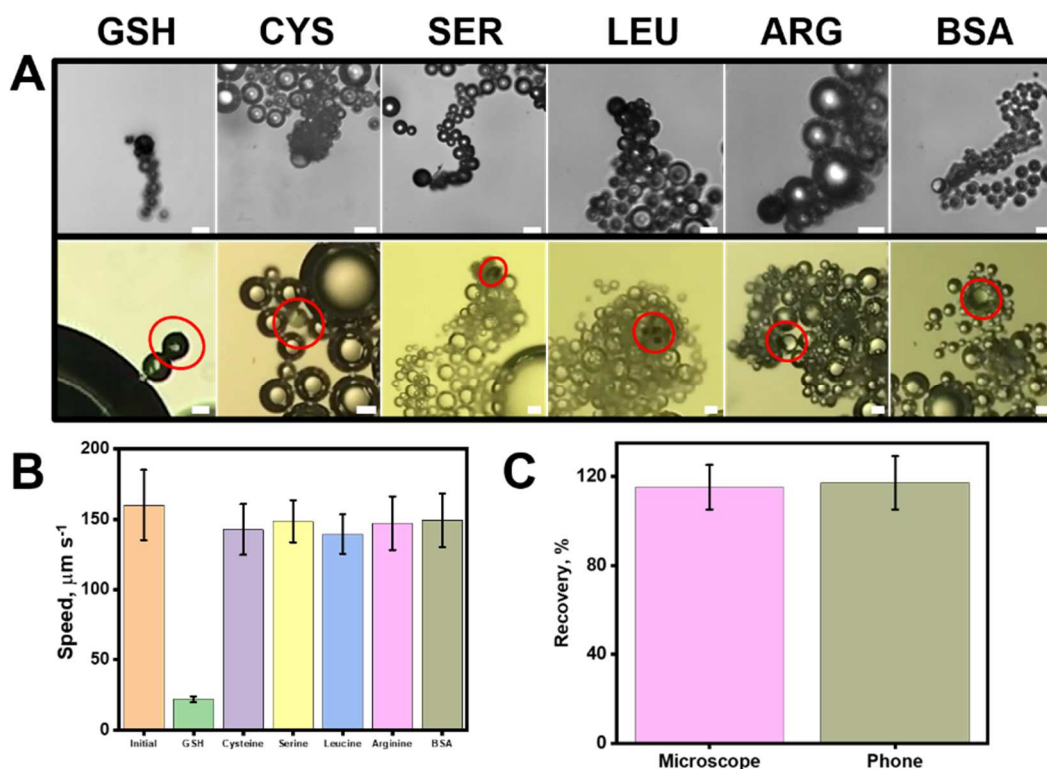 GSH CYS SER LEU ARG BSA
A
B
200
150
100
50
0
Speed, μm s⁻¹
Initial GSH Cysteine Serine Leucine Arginine BSA
C
120
80
40
0
Recovery, %
Microscope Phone